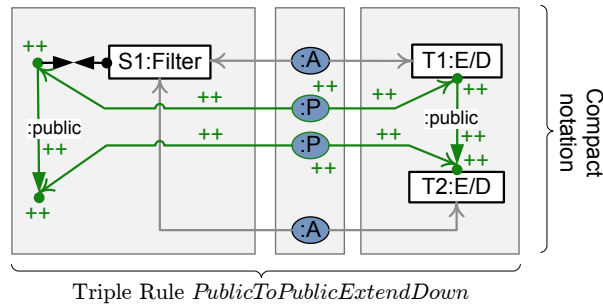 ++
S1:Filter
:A
T1:E/D
++
++
++
++
++
:P
:public
++
:public
++
++
++
:P
++
++
++
++
T2:E/D
:A
Compact
notation
Triple Rule PublicToPublicExtendDown